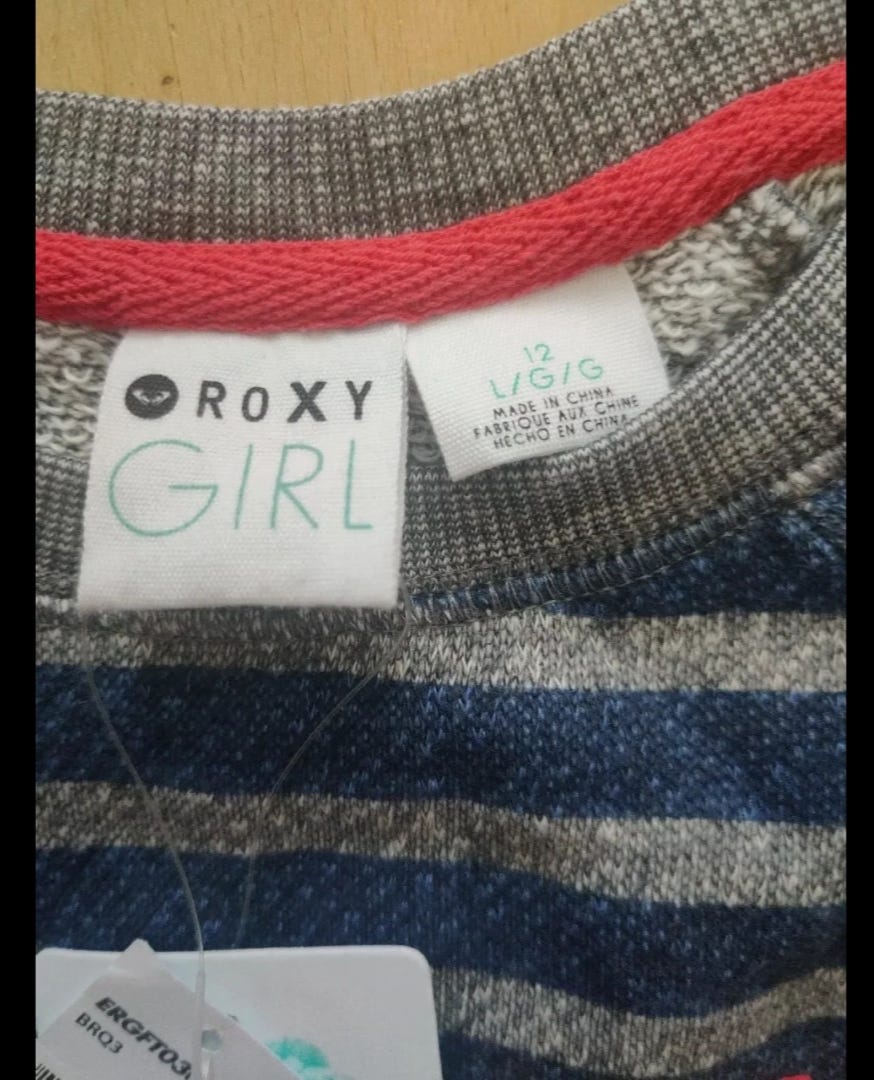 ROXY
GIRL
12
L/G/G
MADE IN CHINA
FABRIQUE AUX CHINE
HECHO EN CHINA
BRQ3